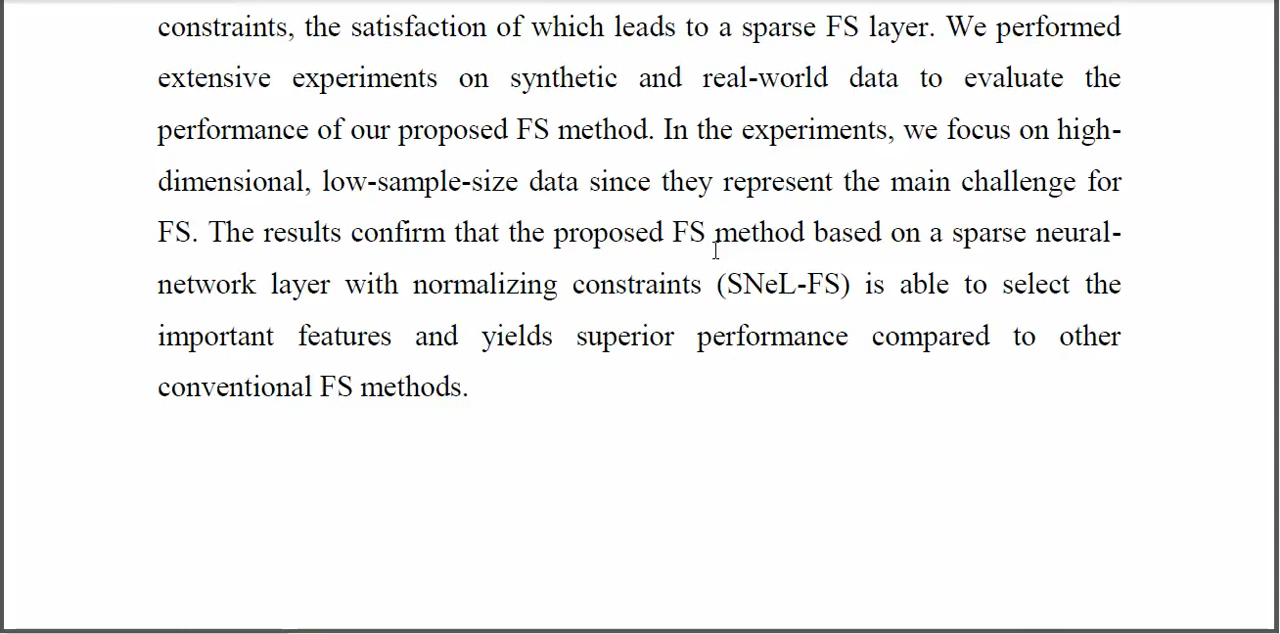 constraints, the satisfaction of which leads to a sparse FS layer. We performed
extensive experiments on synthetic and real-world data to evaluate the
performance of our proposed FS method. In the experiments, we focus on high-
dimensional, low-sample-size data since they represent the main challenge for
FS. The results confirm that the proposed FS method based on a sparse neural-
network layer with normalizing constraints (SNeL-FS) is able to select the
important features and yields superior performance compared to other
conventional FS methods.